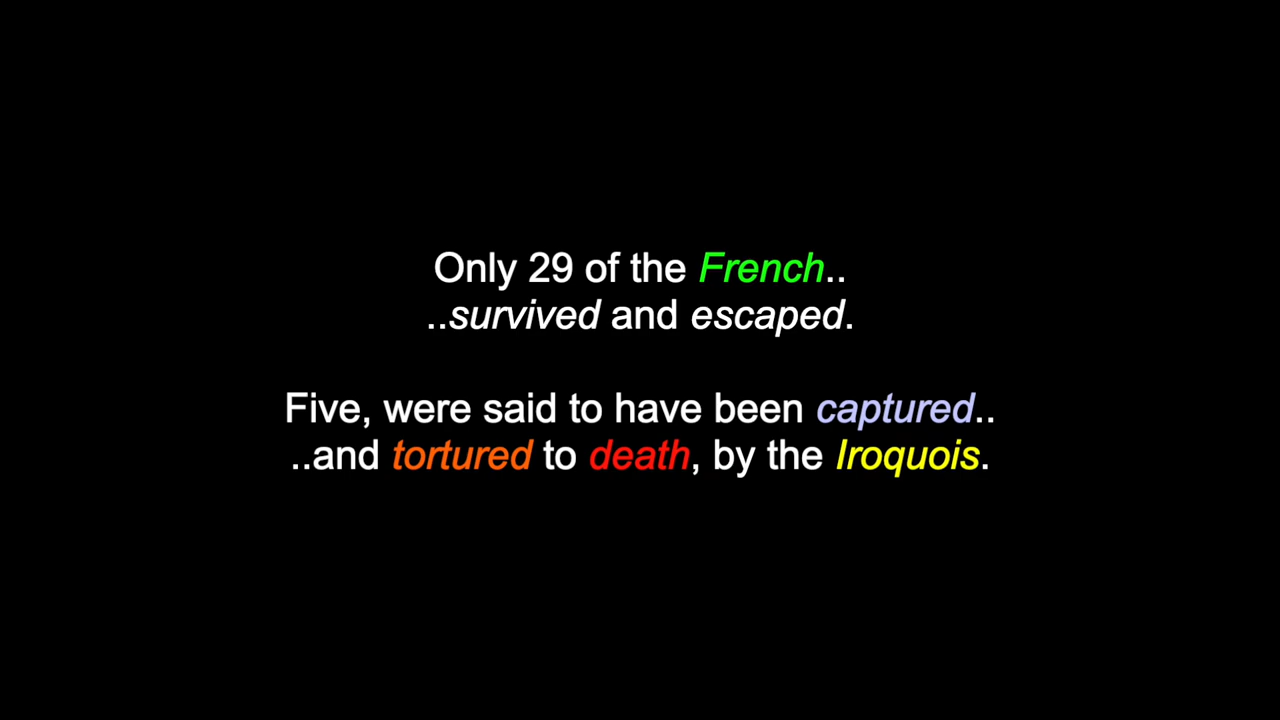 Only 29 of the French..
..survived and escaped.
Five, were said to have been captured..
..and tortured to death, by the Iroquois.